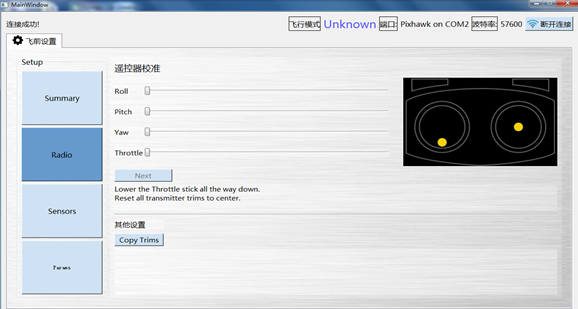 MainWindow
连接成功!
飞行模式 Unknown 端口: Pixhawk on COM2 波特率: 57600 断开连接
飞前设置
Setup
Summary
Radio
Sensors
Params
遥控器校准
Roll
Pitch
Yaw
Throttle
Next
Lower the Throttle stick all the way down.
Reset all transmitter trims to center.
其他设置
Copy Trims